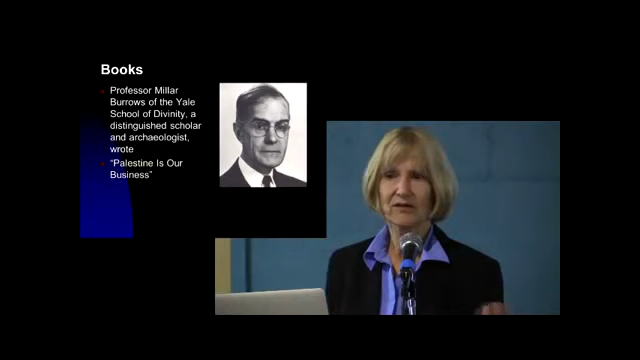 Books
Professor Millar
Burrows of the Yale
School of Divinity, a
distinguished scholar
and archaeologist,
wrote
"Palestine Is Our
Business"